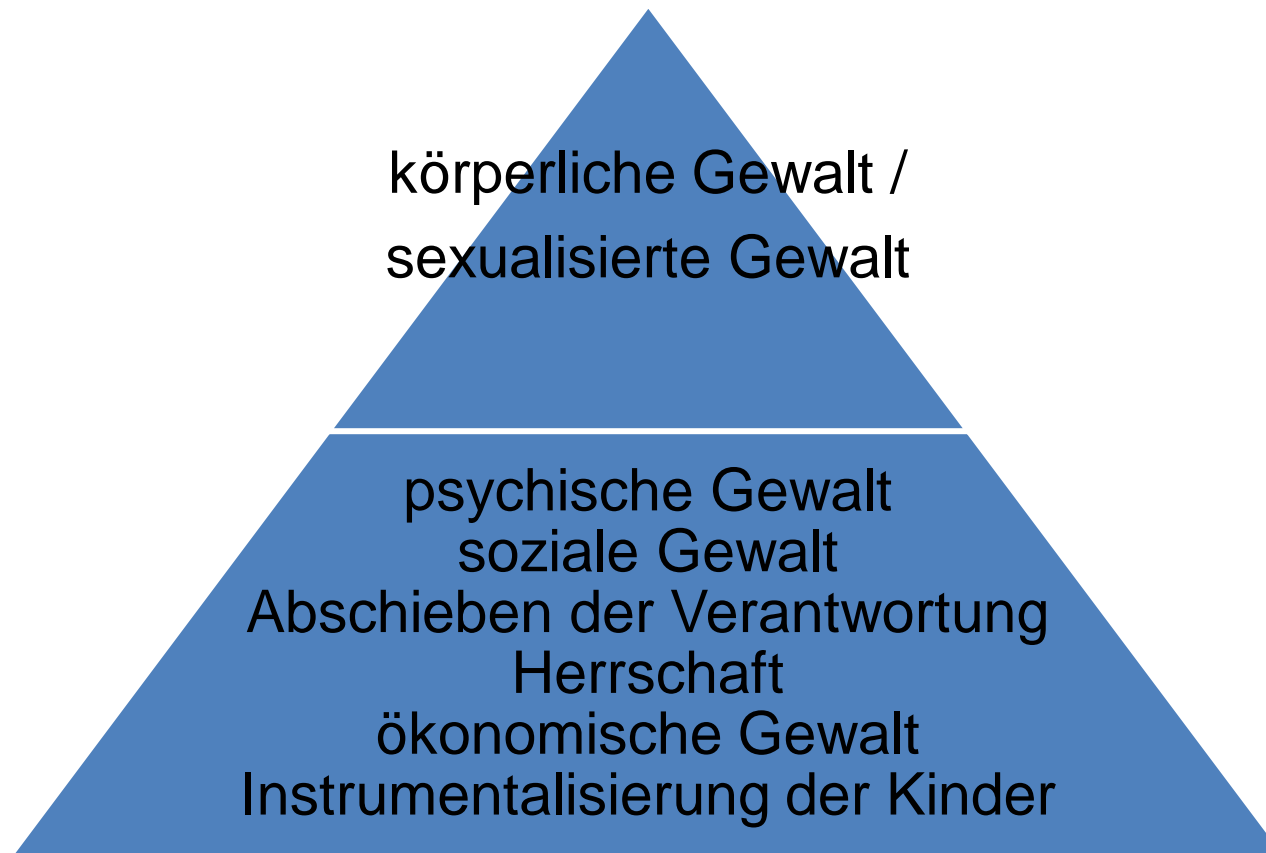 körperliche Gewalt /
sexualisierte Gewalt
psychische Gewalt
soziale Gewalt
Abschieben der Verantwortung
Herrschaft
ökonomische Gewalt
Instrumentalisierung der Kinder